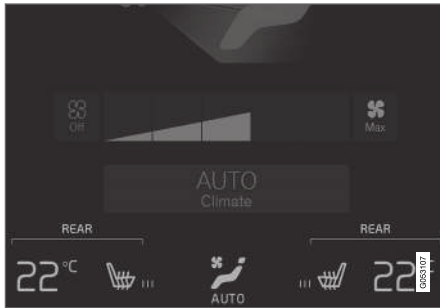 Off
Max
AUTO
Climate
REAR REAR
22°C 22°
AUTO
G053107